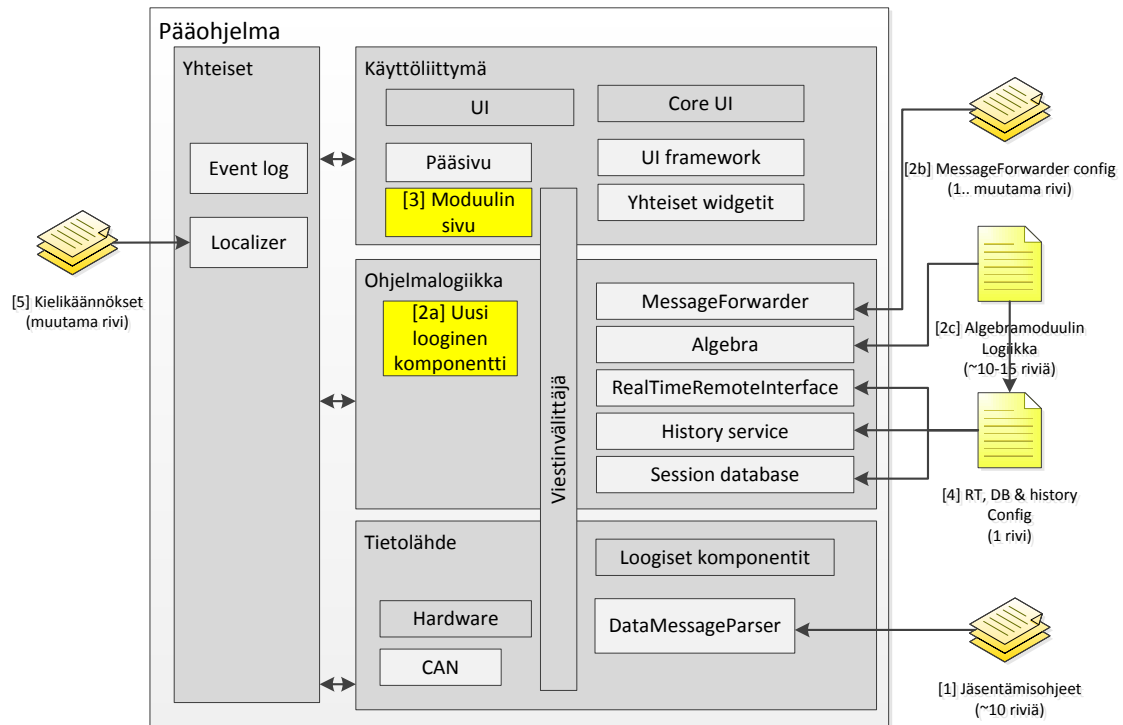 Pääohjelma
Yhteiset
Event log
Localizer
[5] Kielikäännökset
(muutama rivi)
Käyttöliittymä
UI
Core UI
Pääsivu
UI framework
[3] Moduulin
sivu
Yhteiset widgetit
Ohjelmalogiikka
[2a] Uusi
looginen
komponentti
Viestinvälittäjä
MessageForwarder
Algebra
RealTimeRemoteInterface
History service
Session database
Tietolähde
Loogiset komponentit
Hardware
DataMessageParser
CAN
[2b] MessageForwarder config
(1.. muutama rivi)
[2c] Algebramoduulin
Logiikka
(~10-15 riviä)
[4] RT, DB & history
Config
(1 rivi)
[1] Jäsentämisohjeet
(~10 riviä)